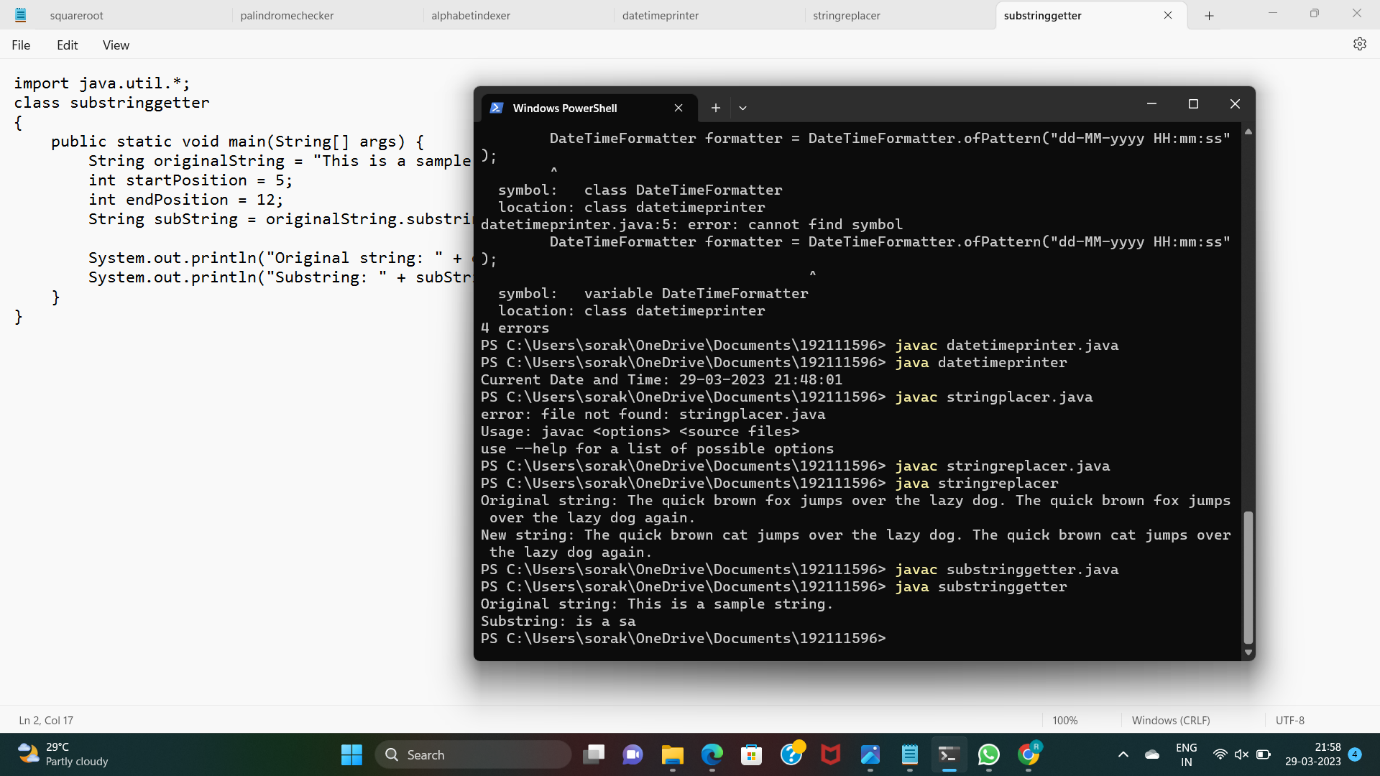 squareroot
palindromechecker
alphabetindexer
datetimeprinter
stringreplacer
substringgetter
File Edit View
import java.util.*;
class substringgetter
{
    public static void main(String[] args) {
        String originalString = "This is a sample
        int startPosition = 5;
        int endPosition = 12;
        String subString = originalString.substri
        System.out.println("Original string: " +
        System.out.println("Substring: " + subStr
    }
}
Windows PowerShell
        DateTimeFormatter formatter = DateTimeFormatter.ofPattern("dd-MM-yyyy HH:mm:ss"
);
        ^
  symbol:   class DateTimeFormatter
  location: class datetimeprinter
datetimeprinter.java:5: error: cannot find symbol
        DateTimeFormatter formatter = DateTimeFormatter.ofPattern("dd-MM-yyyy HH:mm:ss"
);
                                      ^
  symbol:   variable DateTimeFormatter
  location: class datetimeprinter
4 errors
PS C:\Users\sorak\OneDrive\Documents\192111596> javac datetimeprinter.java
PS C:\Users\sorak\OneDrive\Documents\192111596> java datetimeprinter
Current Date and Time: 29-03-2023 21:48:01
PS C:\Users\sorak\OneDrive\Documents\192111596> javac stringplacer.java
error: file not found: stringplacer.java
Usage: javac <options> <source files>
use --help for a list of possible options
PS C:\Users\sorak\OneDrive\Documents\192111596> javac stringreplacer.java
PS C:\Users\sorak\OneDrive\Documents\192111596> java stringreplacer
Original string: The quick brown fox jumps over the lazy dog. The quick brown fox jumps
 over the lazy dog again.
New string: The quick brown cat jumps over the lazy dog. The quick brown cat jumps over
 the lazy dog again.
PS C:\Users\sorak\OneDrive\Documents\192111596> javac substringgetter.java
PS C:\Users\sorak\OneDrive\Documents\192111596> java substringgetter
Original string: This is a sample string.
Substring: is a sa
PS C:\Users\sorak\OneDrive\Documents\192111596>
Ln 2, Col 17
100%
Windows (CRLF)
UTF-8
29°C
Partly cloudy
Search
R
ENG
IN
21:58
29-03-2023
4